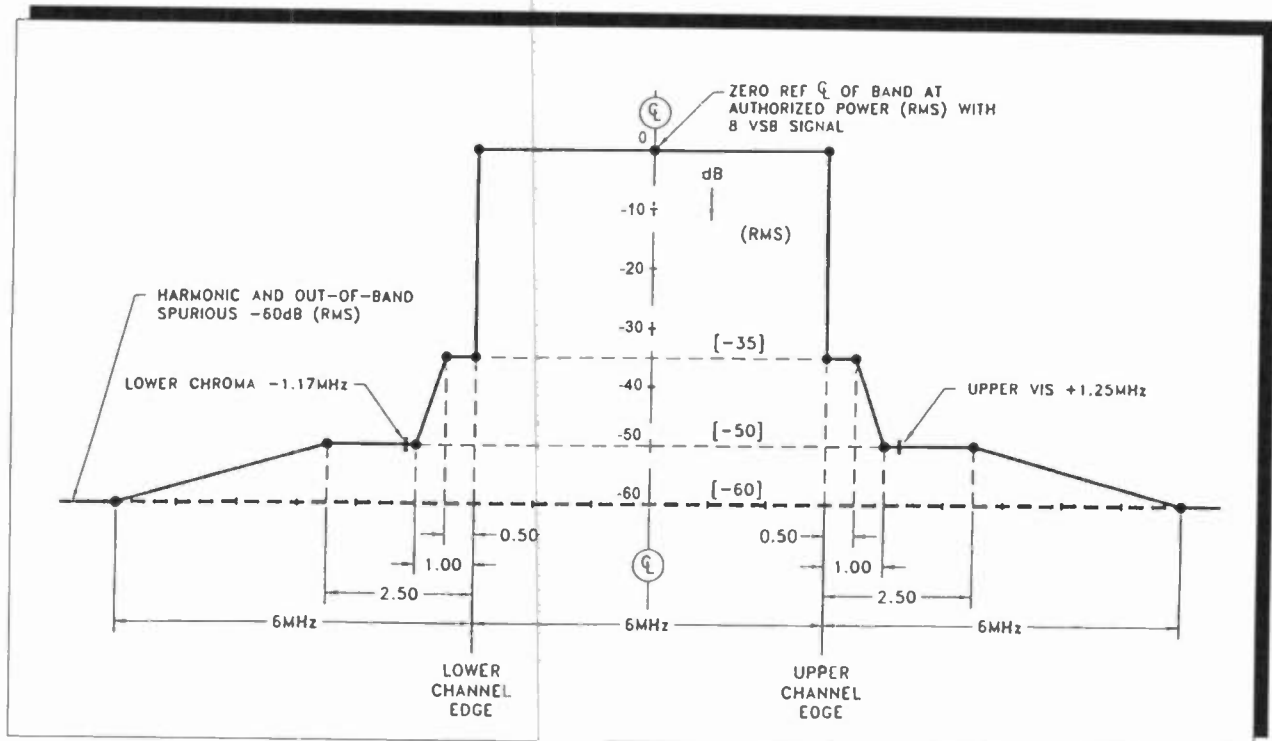 ZERO REF ℄ OF BAND AT
AUTHORIZED POWER (RMS) WITH
8 VSB SIGNAL
℄
0
dB
-10
(RMS)
-20
HARMONIC AND OUT-OF-BAND
SPURIOUS -60dB (RMS)
-30
[-35]
LOWER CHROMA -1.17MHz
-40
UPPER VIS +1.25MHz
-50
[-50]
-60
[-60]
0.50
0.50
1.00
℄
1.00
2.50
2.50
6MHz
6MHz
6MHz
LOWER
CHANNEL
EDGE
UPPER
CHANNEL
EDGE